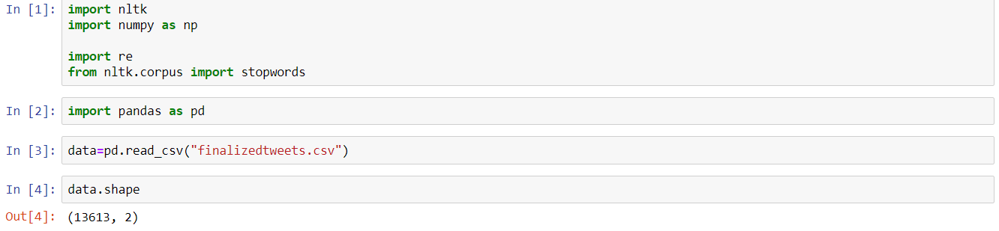 In [1]: import nltk
import numpy as np
import re
from nltk.corpus import stopwords
In [2]: import pandas as pd
In [3]: data=pd.read_csv("finalizedtweets.csv")
In [4]: data.shape
Out[4]: (13613, 2)